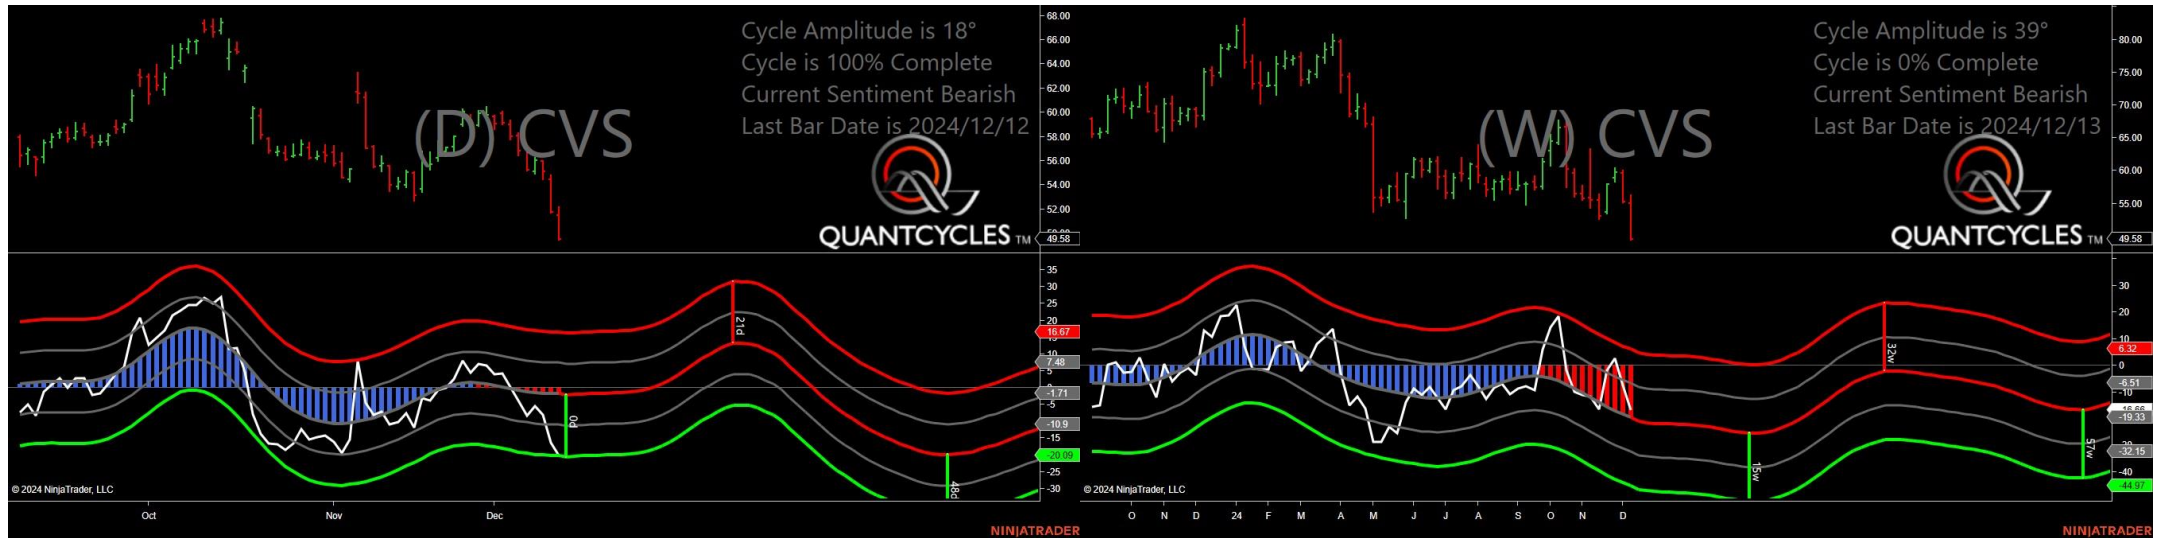 Cycle Amplitude is 18°
Cycle is 100% Complete
Current Sentiment Bearish
Last Bar Date is 2024/12/12
(D) CVS
QUANTCYCLES TM
68.00
66.00
64.00
62.00
60.00
58.00
56.00
54.00
52.00
49.58
35
30
25
20
16.67
10
7.48
5
-1.71
-5
-10.9
-15
-20.09
-25
-30
0d
21d
48d
© 2024 NinjaTrader, LLC
Oct Nov Dec
NINJATRADER
Cycle Amplitude is 39°
Cycle is 0% Complete
Current Sentiment Bearish
Last Bar Date is 2024/12/13
(W) CVS
QUANTCYCLES TM
80.00
75.00
70.00
65.00
60.00
55.00
49.58
30
20
10
6.32
0
-6.51
-10
-19.33
-32.15
-40
-44.97
15w
32w
57w
© 2024 NinjaTrader, LLC
O N D 24 F M A M J J A S O N D
NINJATRADER